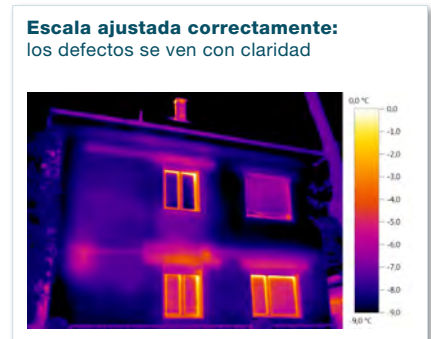 Escala ajustada correctamente:
los defectos se ven con claridad
0,0 °C
0,0
-1,0
-2,0
-3,0
-4,0
-5,0
-6,0
-7,0
-8,0
-9,0
-9,0 °C